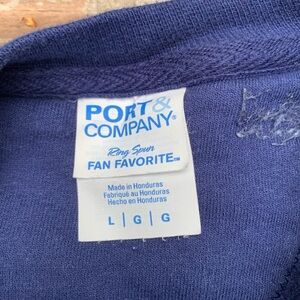 PORT &
COMPANY®
Ring Spun
FAN FAVORITE™
Made in Honduras
Fabriqué au Honduras
Hecho en Honduras
L | G | G